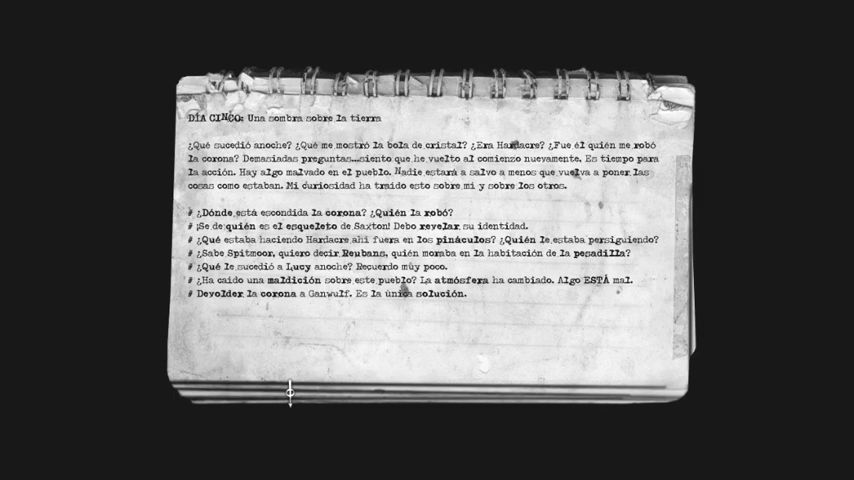 DÍA CINCO: Una sombra sobre la tierra
¿Qué sucedió anoche? ¿Qué me mostró la bola de cristal? ¿Era Hardacre? ¿Fue él quién me robó
la corona? Demasiadas preguntas...siento que he vuelto al comienzo nuevamente. Es tiempo para
la acción. Hay algo malvado en el pueblo. Nadie estará a salvo a menos que vuelva a poner las
cosas como estaban. Mi curiosidad ha traído esto sobre mi y sobre los otros.
# ¿Dónde está escondida la corona? ¿Quién la robó?
# ¡Se de quién es el esqueleto de Saxton! Debo revelar su identidad.
# ¿Qué estaba haciendo Hardacre ahí fuera en los pináculos? ¿Quién le estaba persiguiendo?
# ¿Sabe Spitmoor, quiero decir Reubans, quién moraba en la habitación de la pesadilla?
# ¿Qué le sucedió a Lucy anoche? Recuerdo mûy poco.
# ¿Ha caído una maldición sobre este pueblo? La atmósfera ha cambiado. Algo ESTÁ mal.
# Devolder la corona a Ganwulf. Es la única solución.